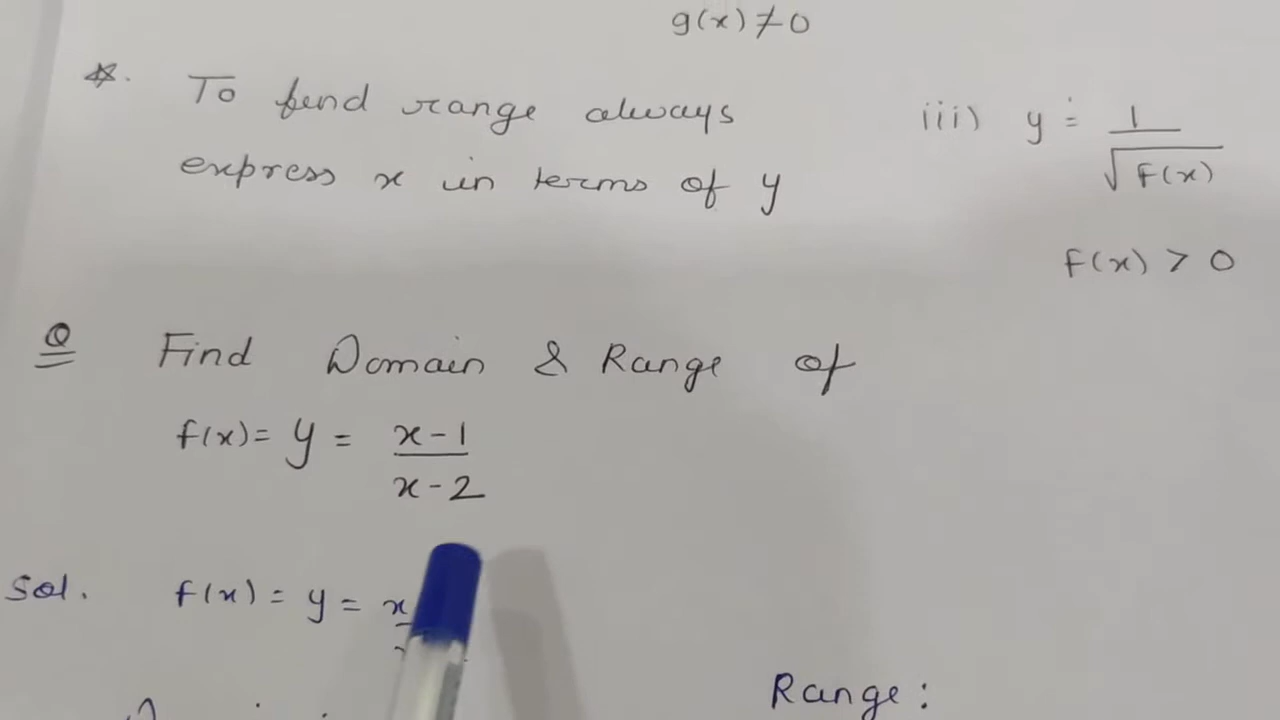 g(x) ≠ 0
☆. To find range always
express x in terms of y
iii) y = 1/√F(x)
F(x) > 0
Q Find Domain & Range of
f(x) = y = x-1/x-2
Sol. f(x) = y = x
Range: